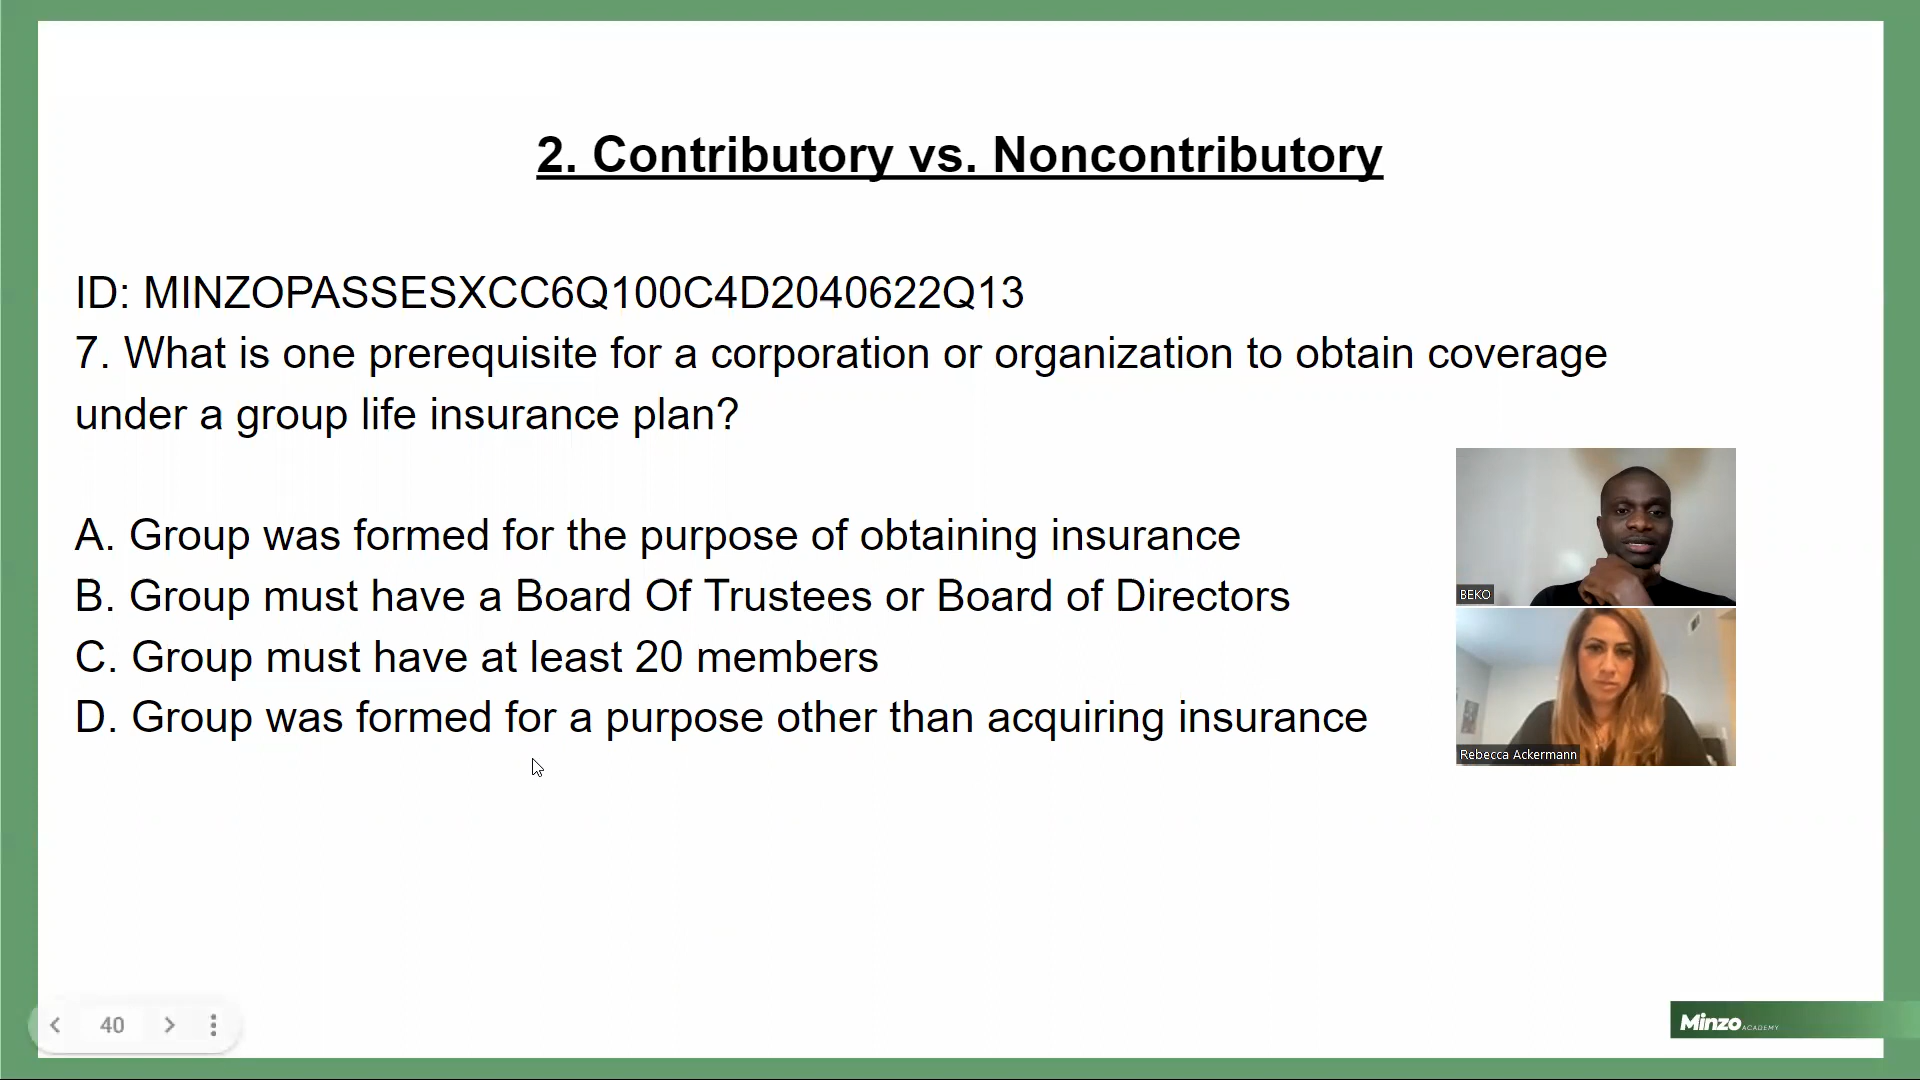 2. Contributory vs. Noncontributory
ID: MINZOPASSESXCC6Q100C4D2040622Q13
7. What is one prerequisite for a corporation or organization to obtain coverage
under a group life insurance plan?
A. Group was formed for the purpose of obtaining insurance
B. Group must have a Board Of Trustees or Board of Directors
C. Group must have at least 20 members
D. Group was formed for a purpose other than acquiring insurance
BEKO
Rebecca Ackermann
40
Minzo ACADEMY